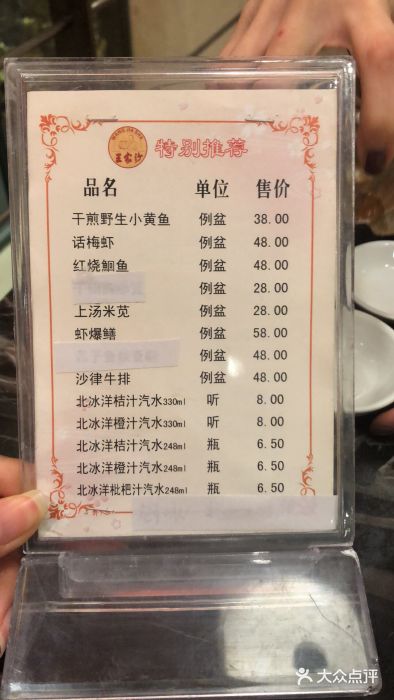 王家沙 特别推荐
品名 单位 售价
干煎野生小黄鱼 例盆 38.00
话梅虾 例盆 48.00
红烧鮰鱼 例盆 48.00
例盆 28.00
上汤米苋 例盆 28.00
虾爆鳝 例盆 58.00
例盆 48.00
沙律牛排 例盆 48.00
北冰洋桔汁汽水330ml 听 8.00
北冰洋橙汁汽水330ml 听 8.00
北冰洋桔汁汽水248ml 瓶 6.50
北冰洋橙汁汽水248ml 瓶 6.50
北冰洋枇杷汁汽水248ml 瓶 6.50
大众点评